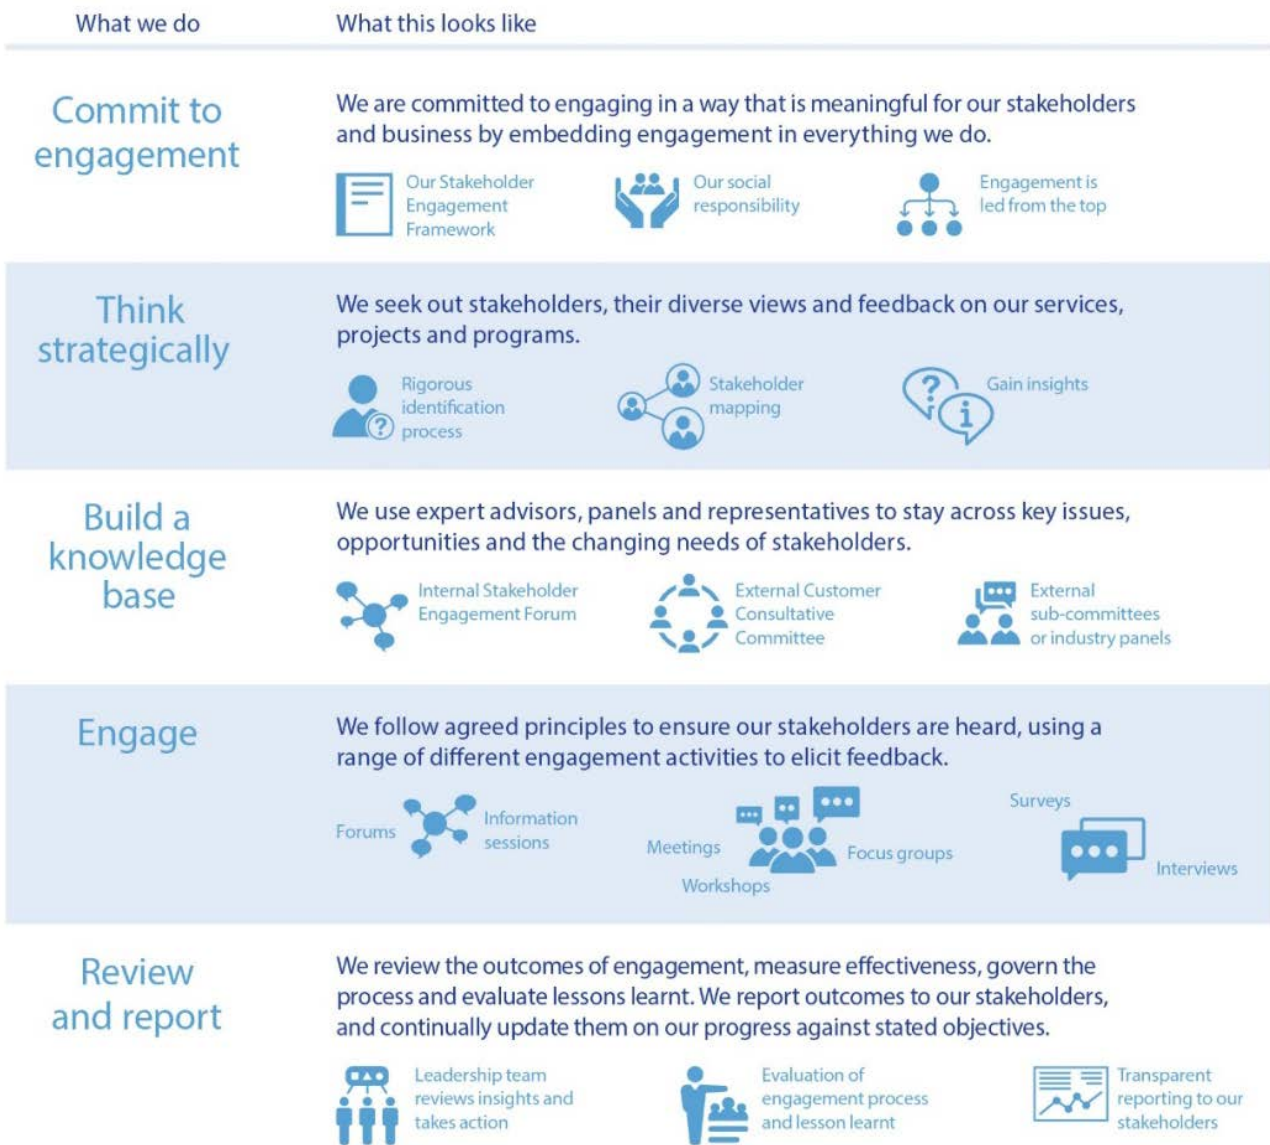 What we do
What this looks like
Commit to
engagement
We are committed to engaging in a way that is meaningful for our stakeholders
and business by embedding engagement in everything we do.
Our Stakeholder
Engagement
Framework
Our social
responsibility
Engagement is
led from the top
Think
strategically
We seek out stakeholders, their diverse views and feedback on our services,
projects and programs.
Rigorous
identification
process
Stakeholder
mapping
Gain insights
Build a
knowledge
base
We use expert advisors, panels and representatives to stay across key issues,
opportunities and the changing needs of stakeholders.
Internal Stakeholder
Engagement Forum
External Customer
Consultative
Committee
External
sub-committees
or industry panels
Engage
We follow agreed principles to ensure our stakeholders are heard, using a
range of different engagement activities to elicit feedback.
Forums
Information
sessions
Meetings
Workshops
Focus groups
Surveys
Interviews
Review
and report
We review the outcomes of engagement, measure effectiveness, govern the
process and evaluate lessons learnt. We report outcomes to our stakeholders,
and continually update them on our progress against stated objectives.
Leadership team
reviews insights and
takes action
Evaluation of
engagement process
and lesson learnt
Transparent
reporting to our
stakeholders